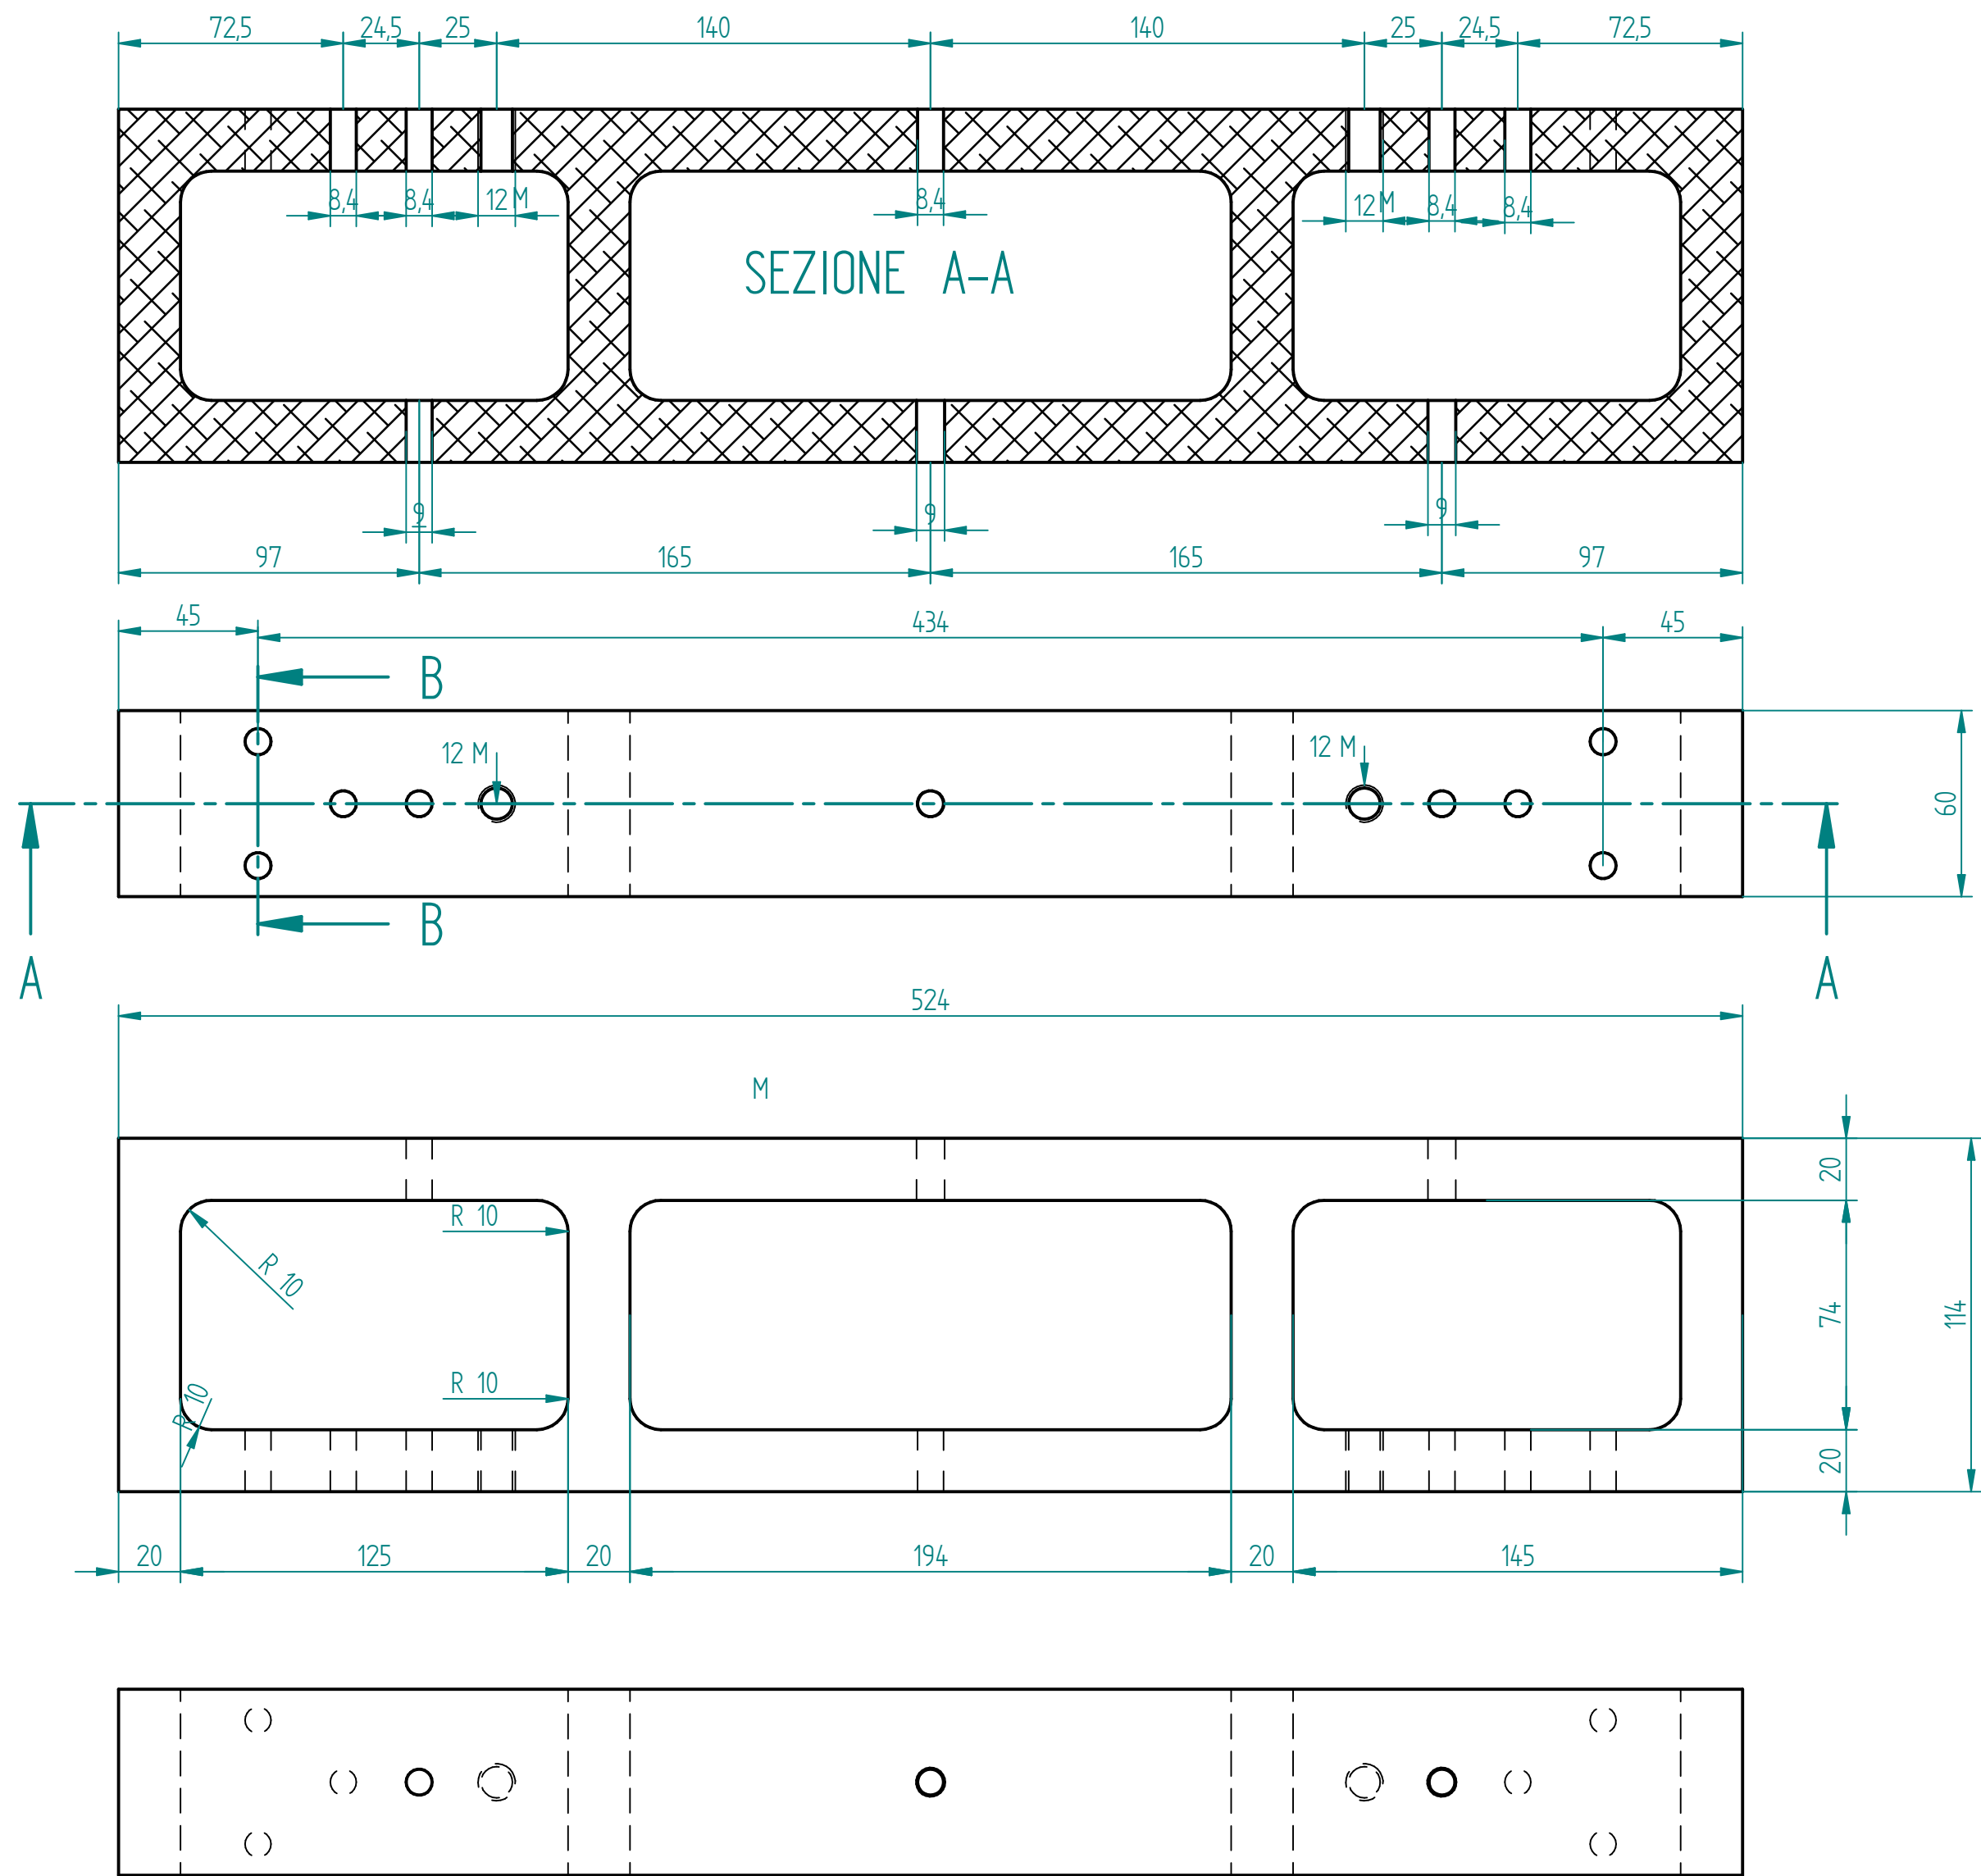 72,5 24,5 25 140 140 25 24,5 72,5
8,4 8,4 12 M 8,4 12 M 8,4 8,4
SEZIONE A-A
9 9 9
97 165 165 97
45 434 45
B
12 M 12 M
60
B
A A
524
M
20
R 10
R 10
74
114
R 10
R 10
20
20 125 20 194 20 145